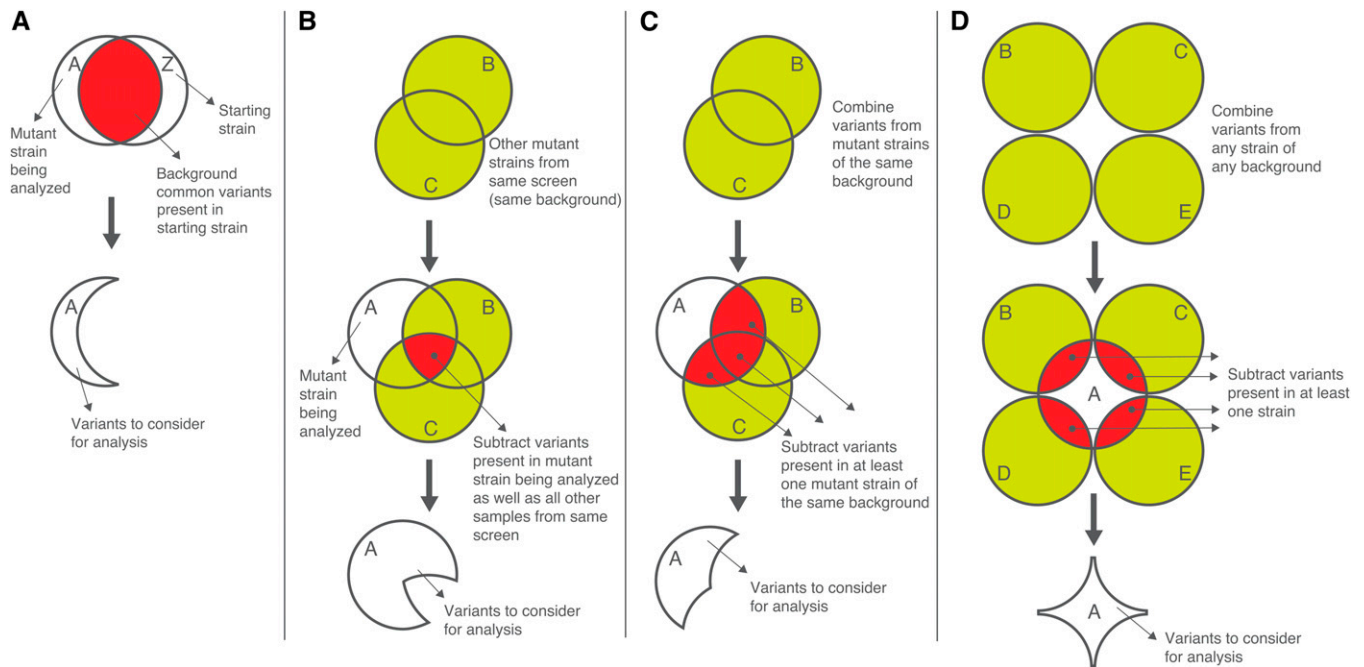 A
A
Z
Starting
strain
Mutant
strain
being
analyzed
Background
common variants
present in
starting strain
A
Variants to consider
for analysis
B
B
Other mutant
strains from
same screen
(same background)
C
A
B
Mutant
strain
being
analyzed
C
Subtract variants
present in mutant
strain being analyzed
as well as all other
samples from same
screen
A
Variants to consider
for analysis
C
B
Combine
variants from
mutant strains
of the same
background
C
A
B
C
Subtract variants
present in at least
one mutant strain of
the same background
A
Variants to consider
for analysis
D
B
C
Combine
variants from
any strain of
any background
D
E
B
C
Subtract variants
present in at least
one strain
A
D
E
A
Variants to consider
for analysis